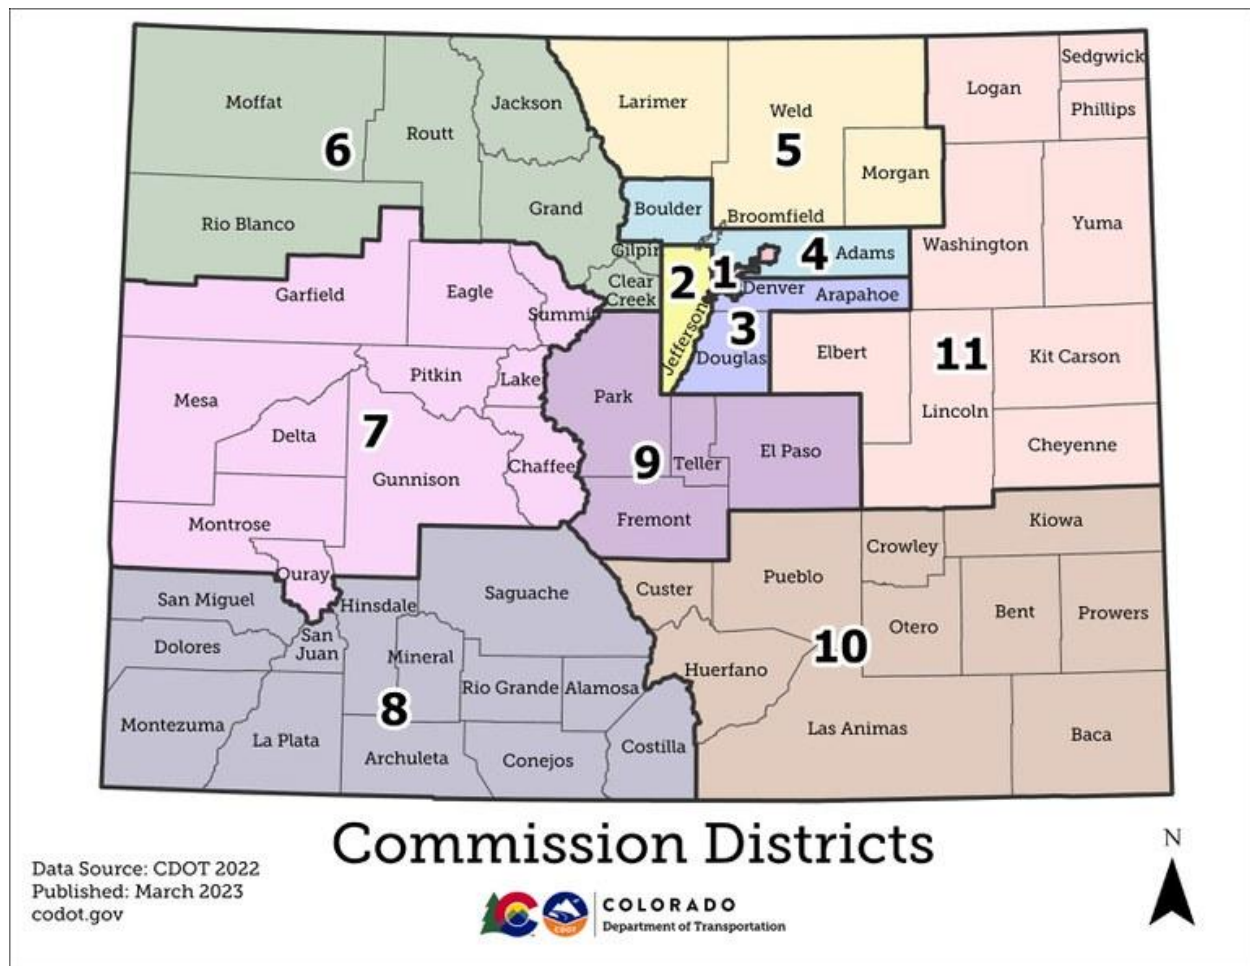 Sedgwick
Moffat
Jackson
Larimer
Weld
Logan
Phillips
Routt
6
5
Morgan
Rio Blanco
Grand
Boulder
Broomfield
Yuma
Gilpin
4
Adams
Washington
Clear
Creek
2
1
Denver
Arapahoe
Garfield
Eagle
Summit
Jefferson
3
Douglas
Elbert
11
Kit Carson
Mesa
Pitkin
Lake
Park
Lincoln
Delta
7
Gunnison
Chaffee
9
Teller
El Paso
Cheyenne
Montrose
Fremont
Kiowa
Crowley
Ouray
San Miguel
Hinsdale
Saguache
Custer
Pueblo
Otero
Bent
Prowers
Dolores
San
Juan
Mineral
10
Huerfano
Rio Grande
Alamosa
8
Montezuma
La Plata
Archuleta
Conejos
Costilla
Las Animas
Baca
Commission Districts
N
Data Source: CDOT 2022
Published: March 2023
codot.gov
CDOT
COLORADO
Department of Transportation